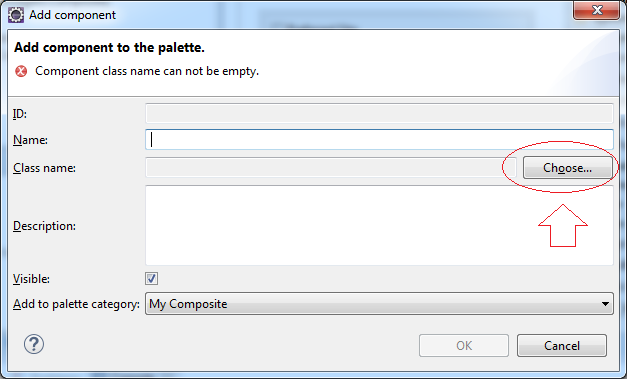 Add component
Add component to the palette.
Component class name can not be empty.
ID:
Name:
Class name:
Choose...
Description:
Visible:
Add to palette category: My Composite
?
OK
Cancel